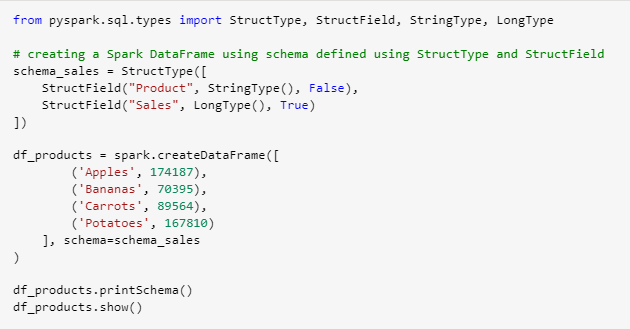 from pyspark.sql.types import StructType, StructField, StringType, LongType
# creating a Spark DataFrame using schema defined using StructType and StructField
schema_sales = StructType([
    StructField("Product", StringType(), False),
    StructField("Sales", LongType(), True)
])
df_products = spark.createDataFrame([
        ('Apples', 174187),
        ('Bananas', 70395),
        ('Carrots', 89564),
        ('Potatoes', 167810)
    ], schema=schema_sales
)
df_products.printSchema()
df_products.show()